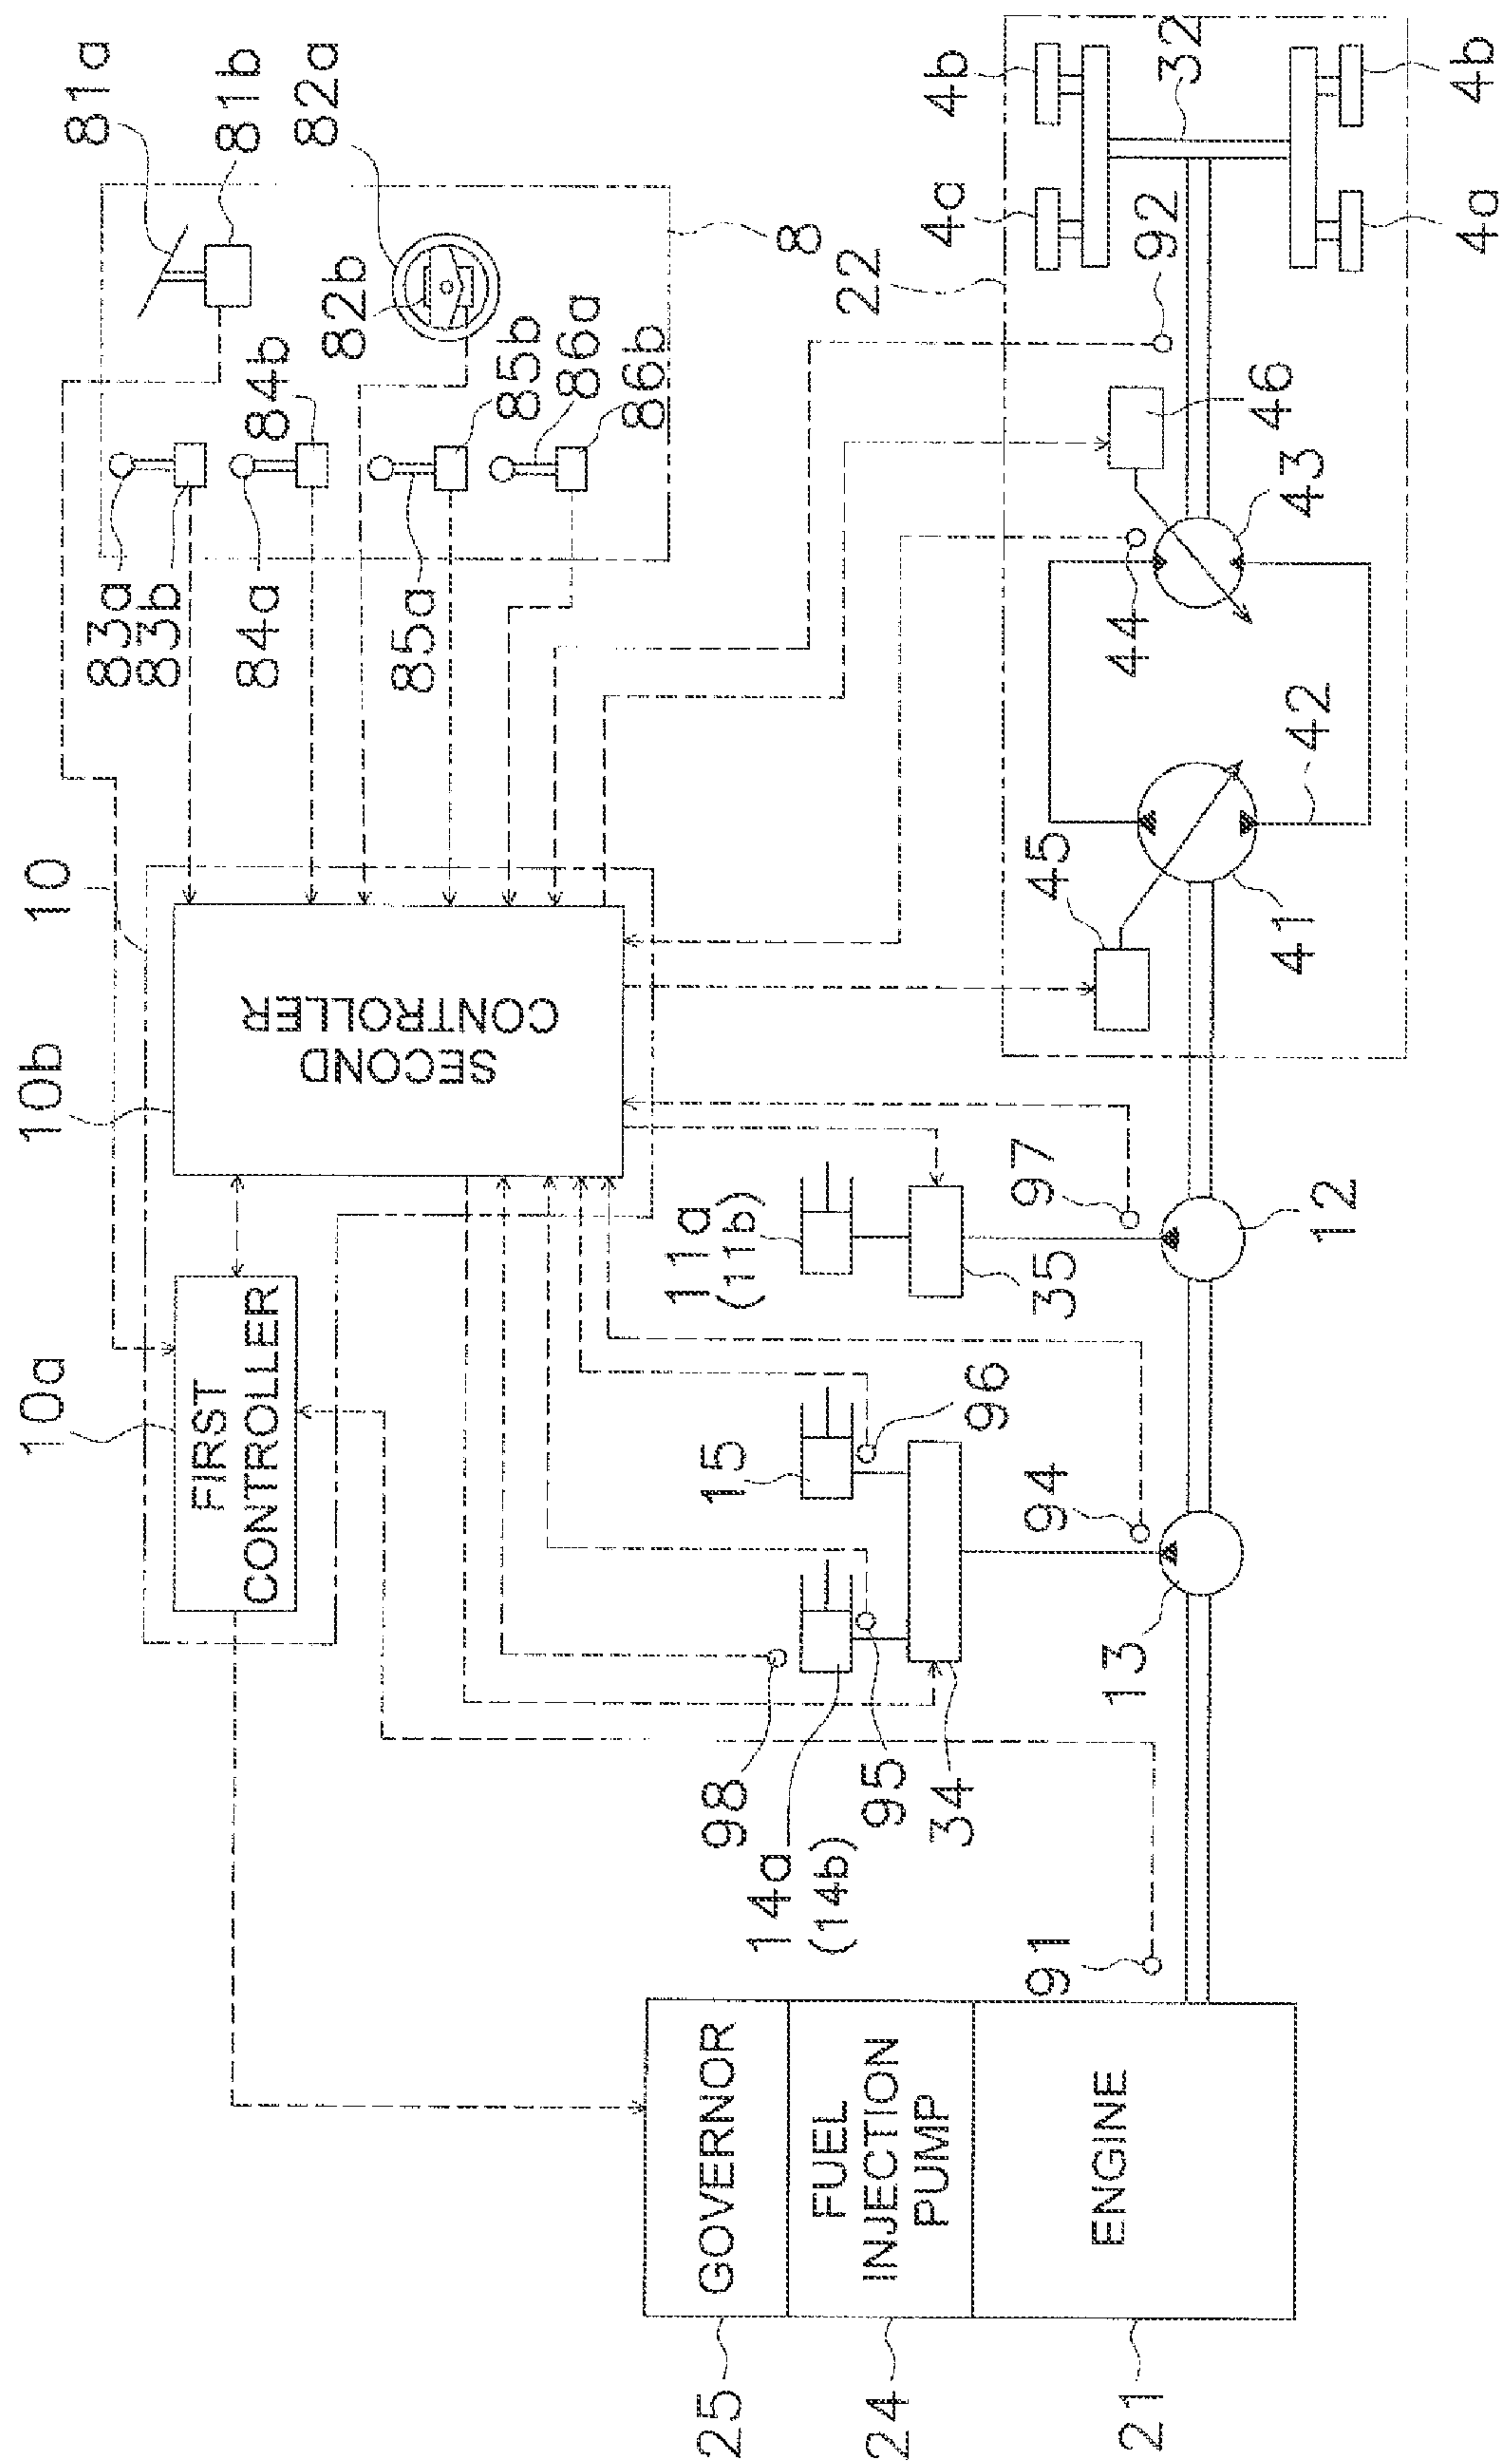 81a
81b
82a
82b
83a
83b
84a
84b
85a
85b
86a
86b
8
10
10b
SECOND
CONTROLLER
10a
FIRST
CONTROLLER
22
4a
4b
32
92
4a
4b
46
43
44
42
45
41
11a
(11b)
35
97
12
15
96
94
13
98
14a
(14b)
95
34
91
GOVERNOR
FUEL
INJECTION
PUMP
ENGINE
25
24
21